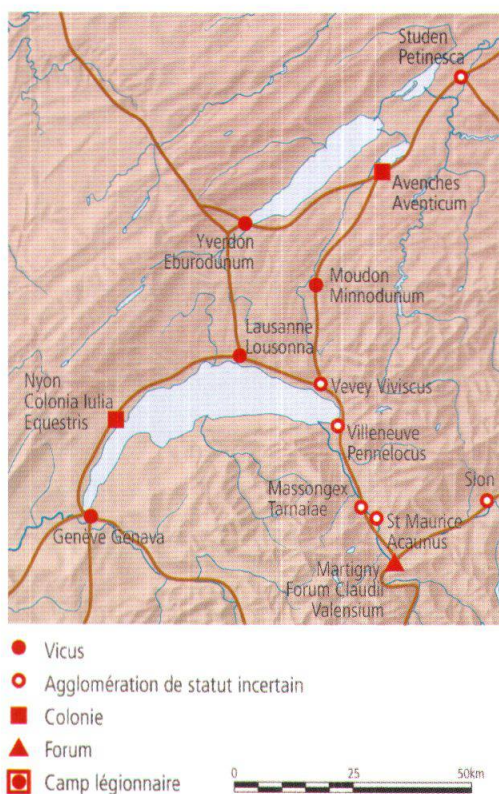 Studen
Petinesca
Avenches
Aventicum
Yverdon
Eburodunum
Moudon
Minnodunum
Lausanne
Lousonna
Nyon
Colonia Iulia
Equestris
Vevey Viviscus
Villeneuve
Pennelocus
Massongex
Tarnaiae
Sion
St Maurice
Acaunus
Genève Genava
Martigny
Forum Claudii
Valensium
Vicus
Agglomération de statut incertain
Colonie
Forum
Camp légionnaire
0 25 50km